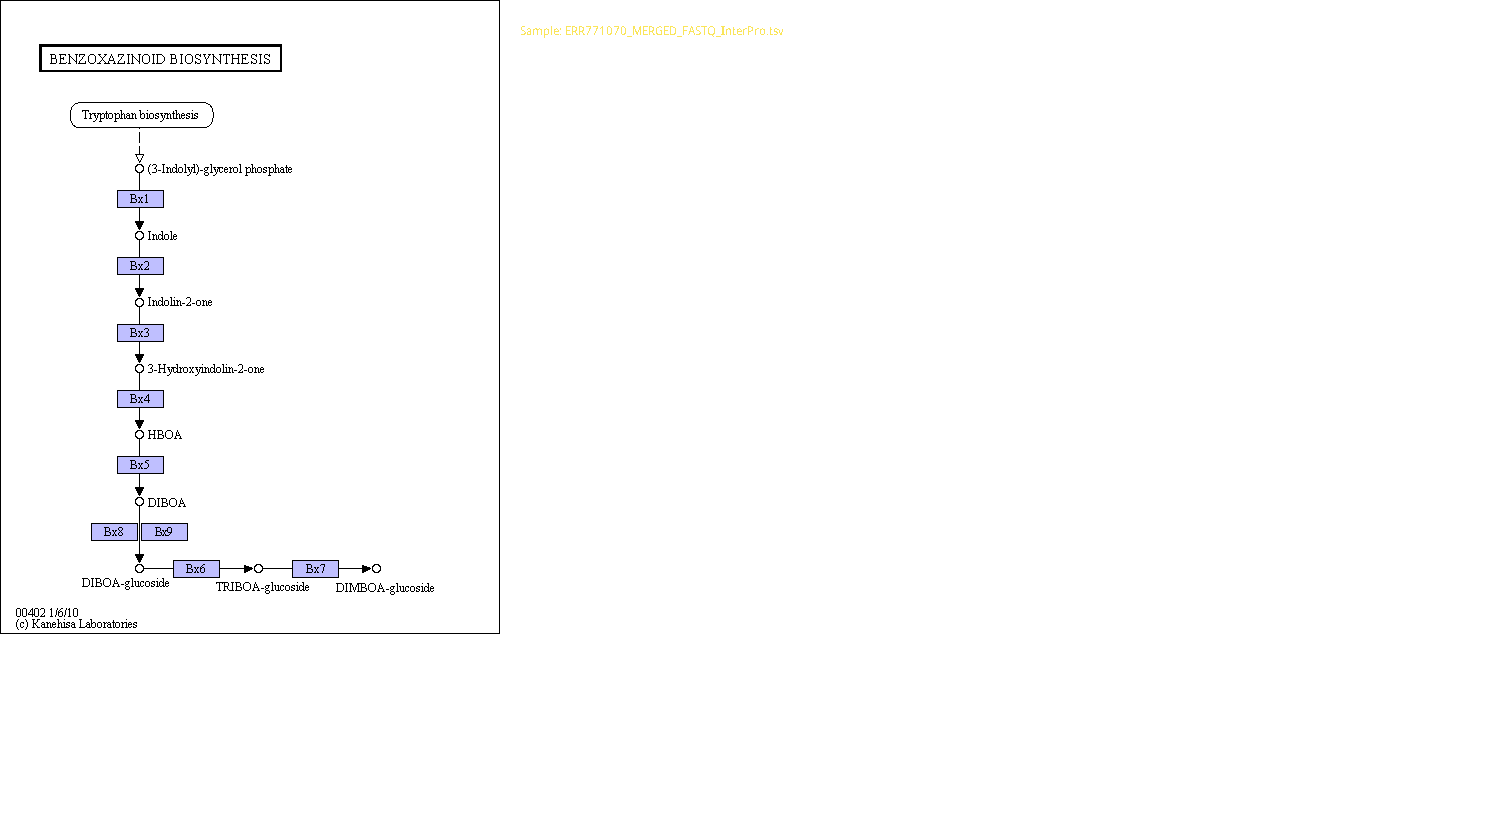 Sample: ERR771070_MERGED_FASTQ_InterPro.tsv
BENZOXAZINOID BIOSYNTHESIS
Tryptophan biosynthesis
(3-Indolyl)-glycerol phosphate
Bx1
Indole
Bx2
Indolin-2-one
Bx3
3-Hydroxyindolin-2-one
Bx4
HBOA
Bx5
DIBOA
Bx8 Bx9
Bx6 Bx7
DIBOA-glucoside TRIBOA-glucoside DIMBOA-glucoside
00402 1/6/10
(c) Kanehisa Laboratories